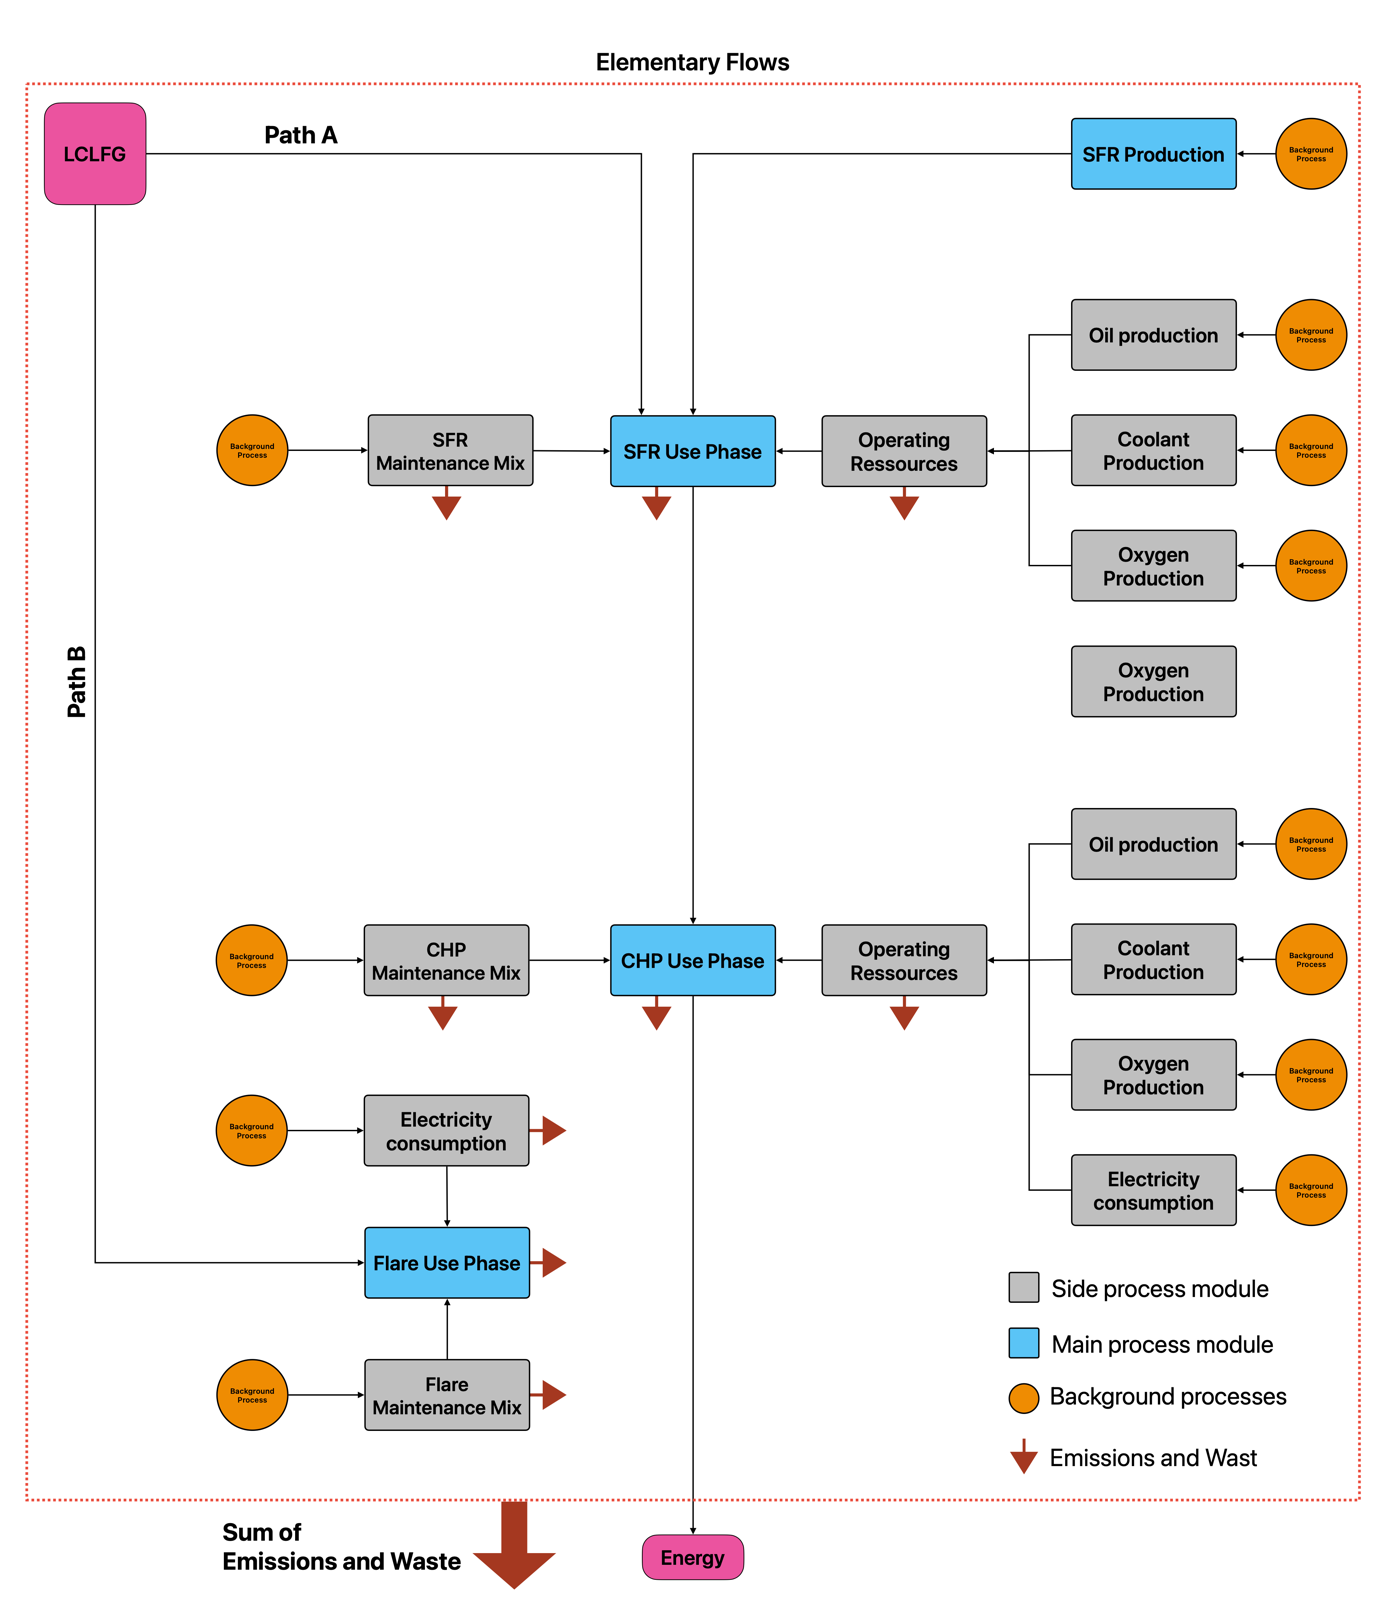 Elementary Flows
LCLFG
Path A
SFR Production
Background
Process
Oil production
Background
Process
Background
Process
SFR
Maintenance Mix
SFR Use Phase
Operating
Ressources
Coolant
Production
Background
Process
Oxygen
Production
Background
Process
Path B
Oxygen
Production
Oil production
Background
Process
Background
Process
CHP
Maintenance Mix
CHP Use Phase
Operating
Ressources
Coolant
Production
Background
Process
Oxygen
Production
Background
Process
Background
Process
Electricity
consumption
Electricity
consumption
Background
Process
Flare Use Phase
Side process module
Main process module
Background
Process
Flare
Maintenance Mix
Background processes
Emissions and Wast
Sum of
Emissions and Waste
Energy